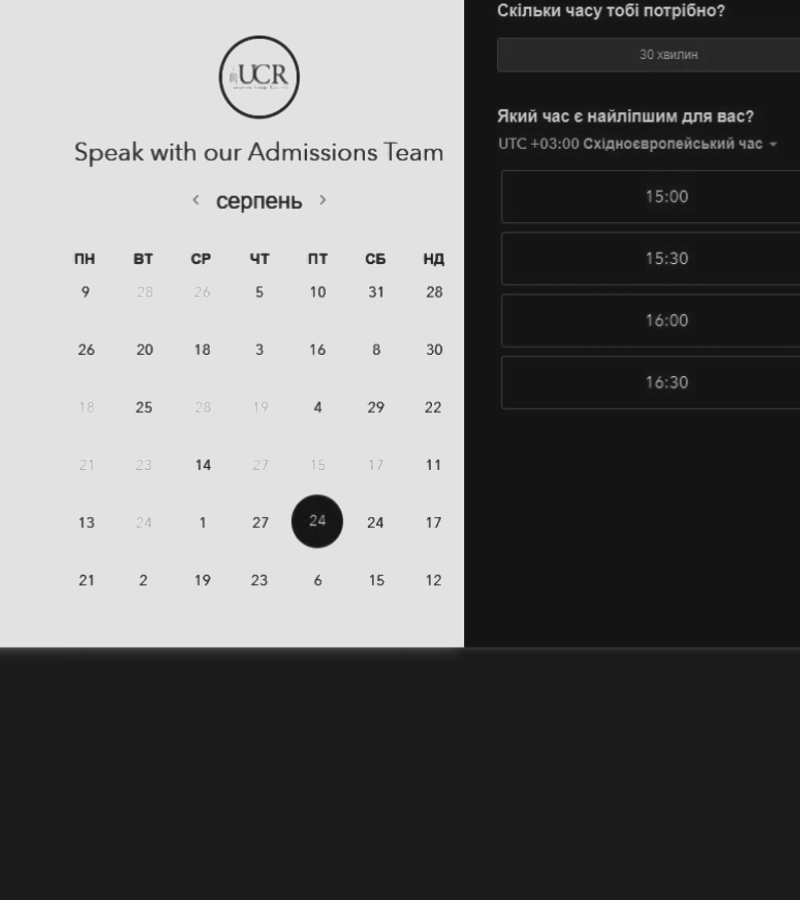 UCR
Speak with our Admissions Team
‹ серпень ›
ПН ВТ СР ЧТ ПТ СБ НД
9 28 26 5 10 31 28
26 20 18 3 16 8 30
18 25 28 19 4 29 22
21 23 14 27 15 17 11
13 24 1 27 24 24 17
21 2 19 23 6 15 12
Скільки часу тобі потрібно?
30 хвилин
Який час є найліпшим для вас?
UTC +03:00 Східноєвропейський час
15:00
15:30
16:00
16:30